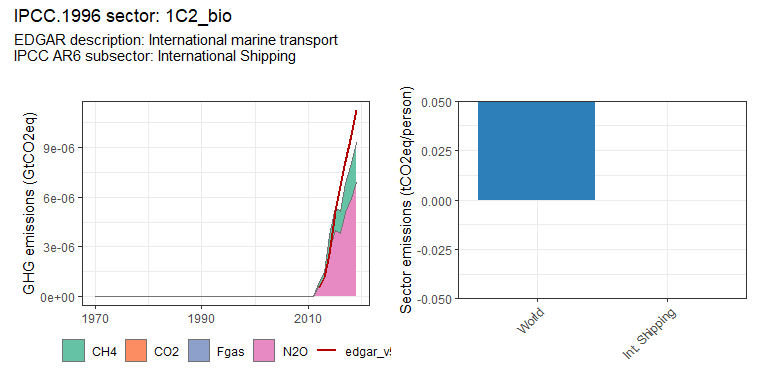 IPCC.1996 sector: 1C2_bio
EDGAR description: International marine transport
IPCC AR6 subsector: International Shipping
GHG emissions (GtCO2eq)
9e-06
6e-06
3e-06
0e+00
1970
1990
2010
CH4
CO2
Fgas
N2O
edgar_v
Sector emissions (tCO2eq/person)
0.050
0.025
0.000
-0.025
-0.050
World
Int. Shipping